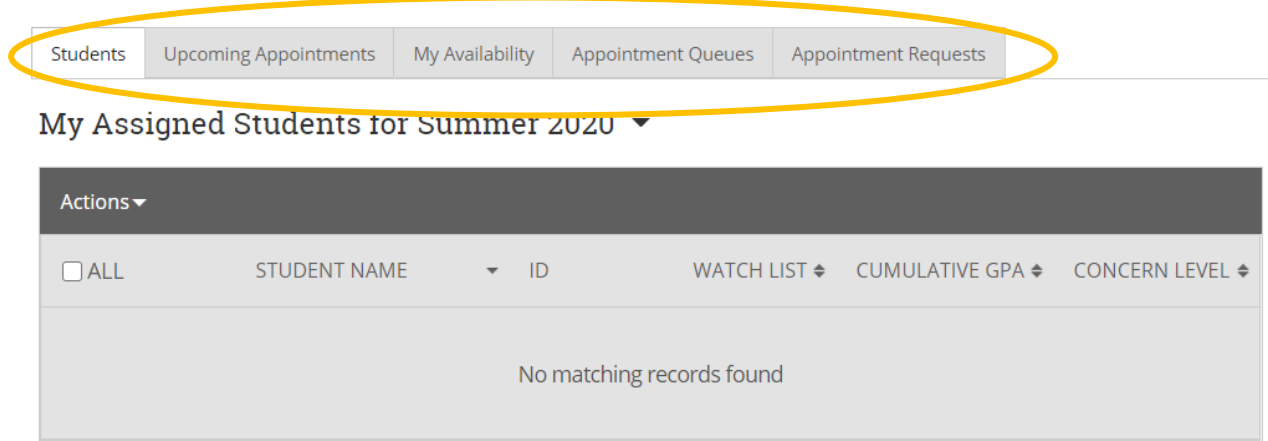 Students Upcoming Appointments My Availability Appointment Queues Appointment Requests
My Assigned Students for Summer 2020
Actions
ALL STUDENT NAME ID WATCH LIST CUMULATIVE GPA CONCERN LEVEL
No matching records found